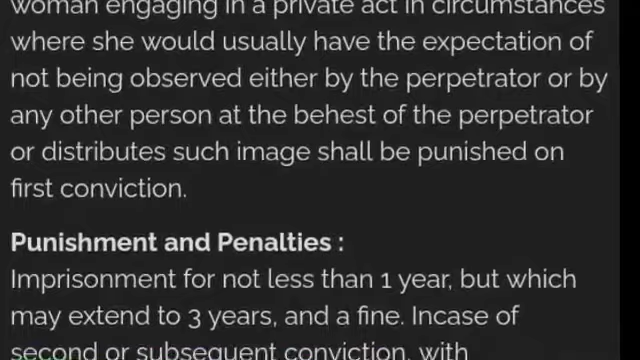 woman engaging in a private act in circumstances
where she would usually have the expectation of
not being observed either by the perpetrator or by
any other person at the behest of the perpetrator
or distributes such image shall be punished on
first conviction.
Punishment and Penalties :
Imprisonment for not less than 1 year, but which
may extend to 3 years, and a fine. Incase of
second or subsequent conviction, with